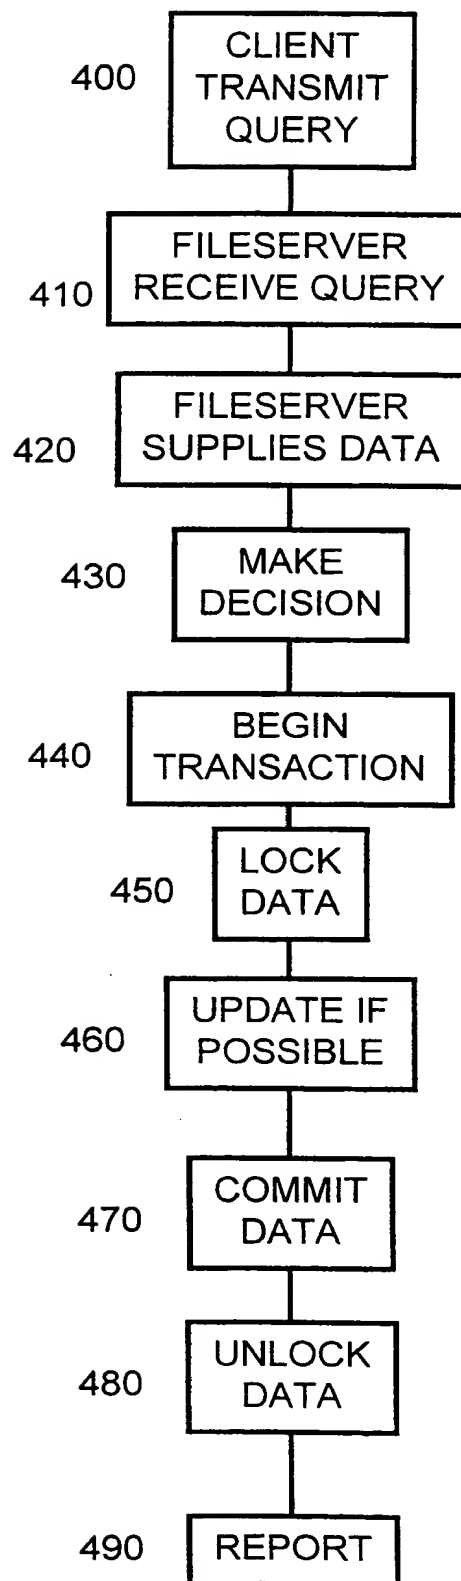 400
CLIENT
TRANSMIT
QUERY
410
FILESERVER
RECEIVE QUERY
420
FILESERVER
SUPPLIES DATA
430
MAKE
DECISION
440
BEGIN
TRANSACTION
450
LOCK
DATA
460
UPDATE IF
POSSIBLE
470
COMMIT
DATA
480
UNLOCK
DATA
490
REPORT